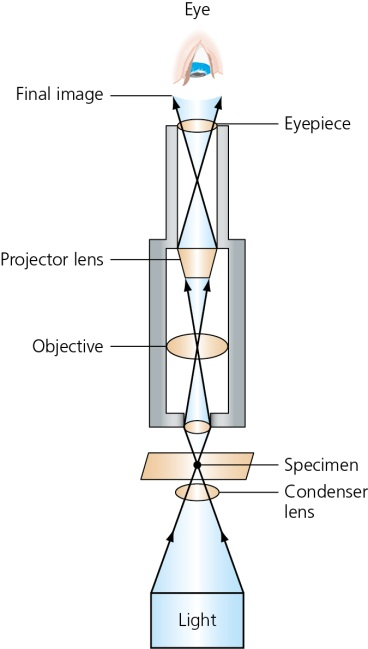 Eye
Final image
Eyepiece
Projector lens
Objective
Specimen
Condenser
lens
Light